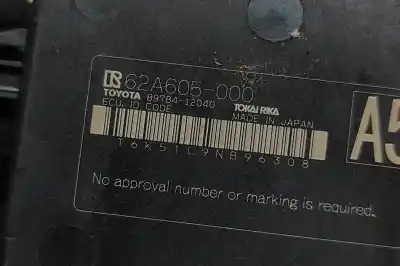 62A605-000
TOYOTA 89784-12040
ECU, ID CODE
TOKAI RIKA
MADE IN JAPAN
T6K51L9NB96308
A5
No approval number or marking is required.